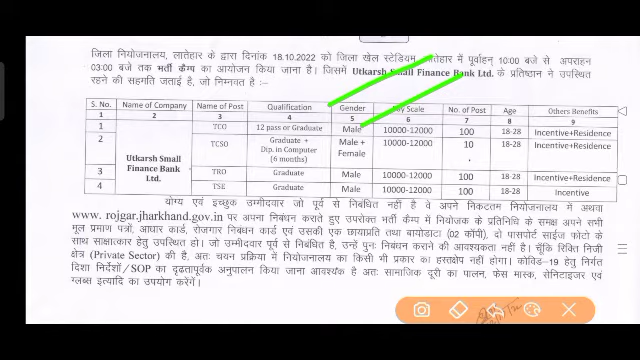 जिला नियोजनालय, लातेहार के द्वारा दिनांक 18.10.2022 को जिला खेल स्टेडियम, लातेहार में पूर्वाहन् 10:00 बजे से अपराहन
03:00 बजे तक भर्ती कैम्प का आयोजन किया जाना है। जिसमें Utkarsh Small Finance Bank Ltd. के प्रतिष्ठान ने उपस्थित
रहने की सहमति जताई है, जो निम्नवत है :-
S. No. Name of Company Name of Post Qualification Gender Pay Scale No. of Post Age Others Benefits
1 2 3 4 5 6 7 8 9
1 Utkarsh Small Finance Bank Ltd. TCO 12 pass or Graduate Male 10000-12000 100 18-28 Incentive+Residence
2 TCSO Graduate + Dip. in Computer (6 months) Male + Female 10000-12000 10 18-28 Incentive+Residence
3 TRO Graduate Male 10000-12000 100 18-28 Incentive+Residence
4 TSE Graduate Male 10000-12000 100 18-28 Incentive
योग्य एवं इच्छुक उम्मीदवार जो पूर्व से निबंधित नहीं है वे अपने निकटतम नियोजनालय में अथवा
www.rojgar.jharkhand.gov.in पर अपना निबंधन कराते हुए उपरोक्त भर्ती कैम्प में नियोजक के प्रतिनिधि के समक्ष अपने सभी
मूल प्रमाण पत्रों, आधार कार्ड, रोजगार निबंधन कार्ड एवं उसकी एक छायाप्रति तथा बायोडाटा (02 कॉपी), दो पासपोर्ट साईज फोटो के
साथ साक्षात्कार हेतु उपस्थित हो। जो उम्मीदवार पूर्व से निबंधित है, उन्हें पुनः निबंधन कराने की आवश्यकता नहीं है। चूँकि रिक्ति निजी
क्षेत्र (Private Sector) की है, अतः चयन प्रक्रिया में नियोजनालय का किसी भी प्रकार का हस्तक्षेप नहीं होगा। कोविड-19 हेतु निर्गत
दिशा निर्देशों/SOP का दृढतापूर्वक अनुपालन किया जाना आवश्यक है अतः सामाजिक दूरी का पालन, फेस मास्क, सेनिटाइजर एवं
ग्लब्स इत्यादि का उपयोग करेंगें।